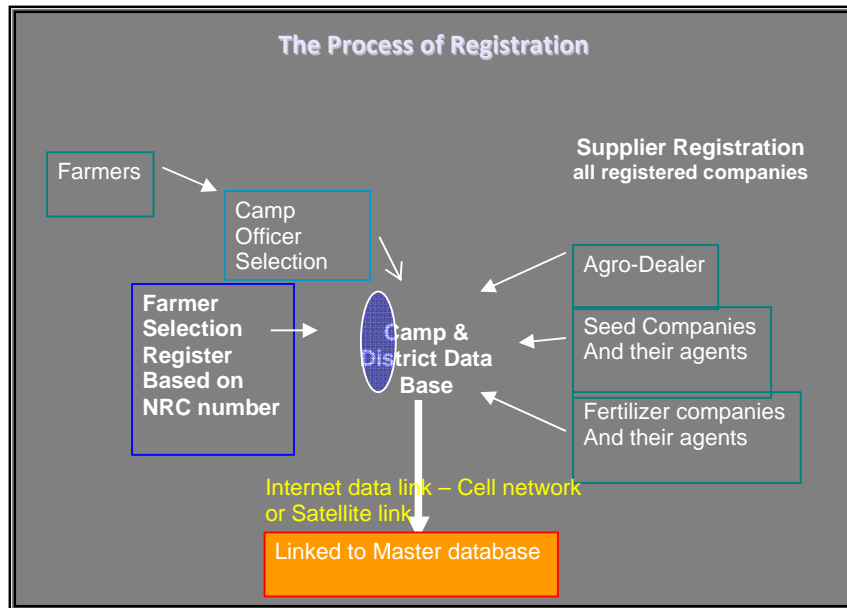 The Process of Registration
Farmers
Camp
Officer
Selection
Farmer
Selection
Register
Based on
NRC number
Camp &
District Data
Base
Supplier Registration
all registered companies
Agro-Dealer
Seed Companies
And their agents
Fertilizer companies
And their agents
Internet data link – Cell network
or Satellite link
Linked to Master database